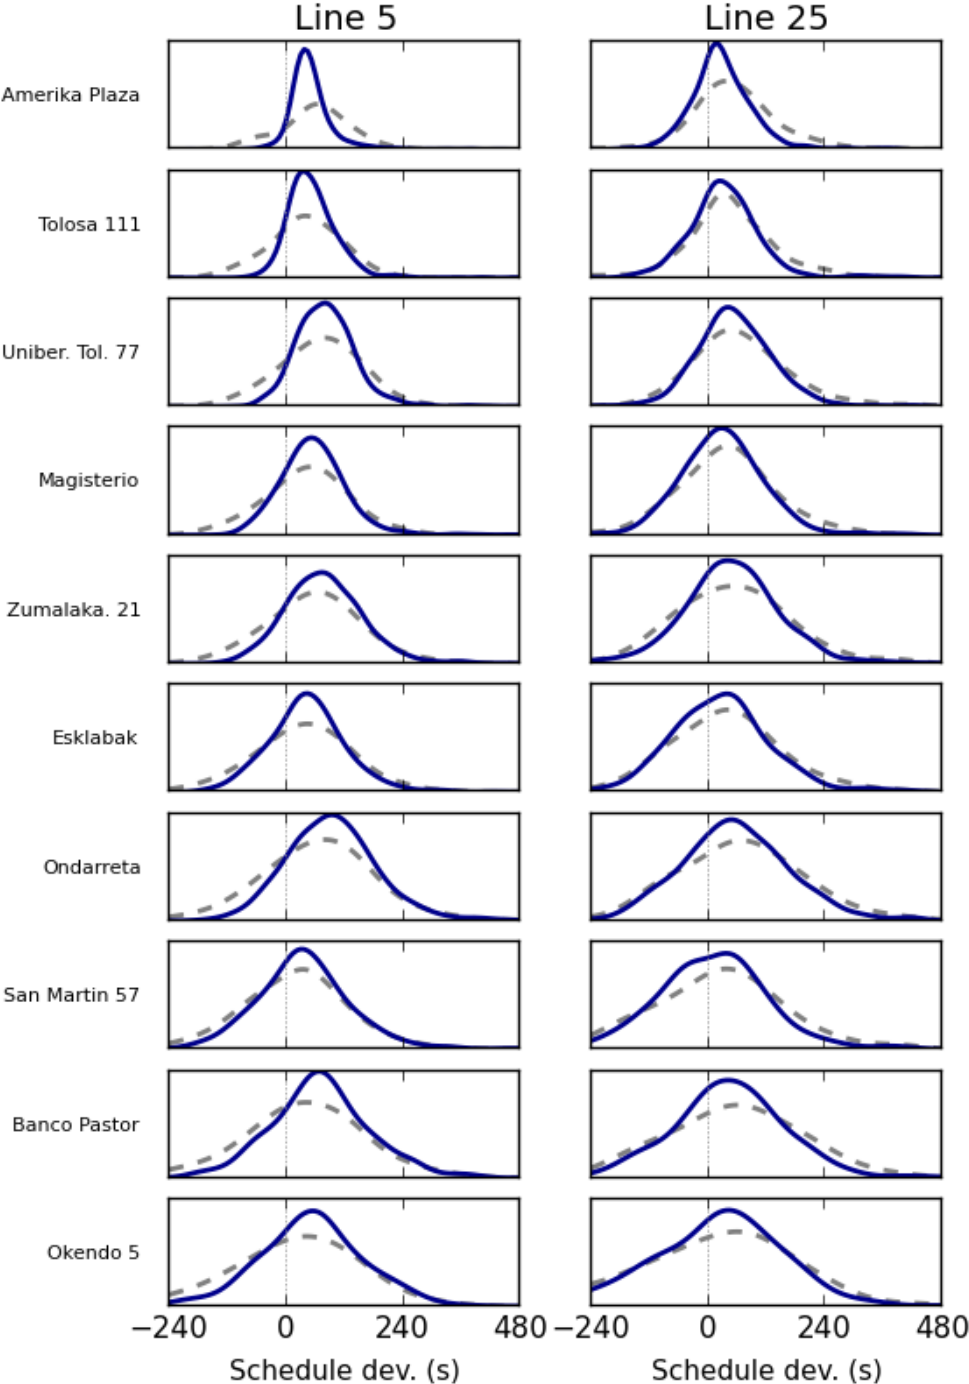 Line 5 Line 25
Amerika Plaza
Tolosa 111
Uniber. Tol. 77
Magisterio
Zumalaka. 21
Esklabak
Ondarreta
San Martin 57
Banco Pastor
Okendo 5
−240 0 240 480 −240 0 240 480
Schedule dev. (s) Schedule dev. (s)